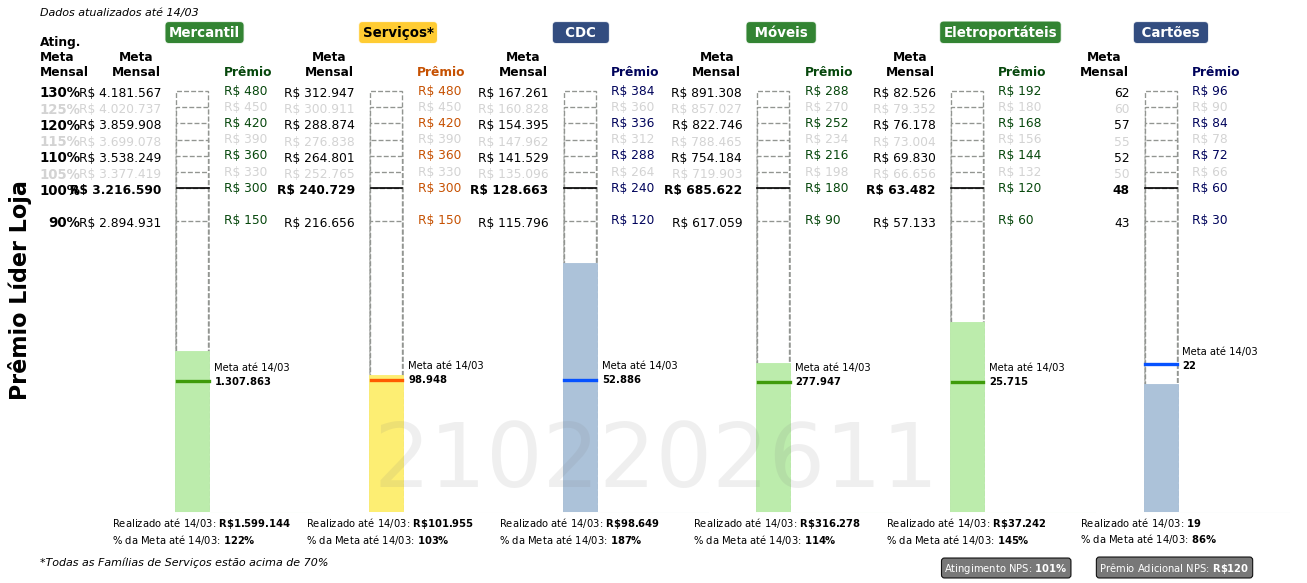 Dados atualizados até 14/03
Mercantil Serviços* CDC Móveis Eletroportáteis Cartões
Ating. Meta Mensal
Meta Mensal Prêmio Meta Mensal Prêmio Meta Mensal Prêmio Meta Mensal Prêmio Meta Mensal Prêmio Meta Mensal Prêmio
130% R$ 4.181.567 R$ 480 R$ 312.947 R$ 480 R$ 167.261 R$ 384 R$ 891.308 R$ 288 R$ 82.526 R$ 192 62 R$ 96
125% R$ 4.020.737 R$ 450 R$ 300.911 R$ 450 R$ 160.828 R$ 360 R$ 857.027 R$ 270 R$ 79.352 R$ 180 60 R$ 90
120% R$ 3.859.908 R$ 420 R$ 288.874 R$ 420 R$ 154.395 R$ 336 R$ 822.746 R$ 252 R$ 76.178 R$ 168 57 R$ 84
115% R$ 3.699.078 R$ 390 R$ 276.838 R$ 390 R$ 147.962 R$ 312 R$ 788.465 R$ 234 R$ 73.004 R$ 156 55 R$ 78
110% R$ 3.538.249 R$ 360 R$ 264.801 R$ 360 R$ 141.529 R$ 288 R$ 754.184 R$ 216 R$ 69.830 R$ 144 52 R$ 72
105% R$ 3.377.419 R$ 330 R$ 252.765 R$ 330 R$ 135.096 R$ 264 R$ 719.903 R$ 198 R$ 66.656 R$ 132 50 R$ 66
100% R$ 3.216.590 R$ 300 R$ 240.729 R$ 300 R$ 128.663 R$ 240 R$ 685.622 R$ 180 R$ 63.482 R$ 120 48 R$ 60
90% R$ 2.894.931 R$ 150 R$ 216.656 R$ 150 R$ 115.796 R$ 120 R$ 617.059 R$ 90 R$ 57.133 R$ 60 43 R$ 30
Prêmio Líder Loja
Meta até 14/03 Meta até 14/03 Meta até 14/03 Meta até 14/03 Meta até 14/03 Meta até 14/03
1.307.863 98.948 52.886 277.947 25.715 22
2102202611
Realizado até 14/03: R$1.599.144 Realizado até 14/03: R$101.955 Realizado até 14/03: R$98.649 Realizado até 14/03: R$316.278 Realizado até 14/03: R$37.242 Realizado até 14/03: 19
% da Meta até 14/03: 122% % da Meta até 14/03: 103% % da Meta até 14/03: 187% % da Meta até 14/03: 114% % da Meta até 14/03: 145% % da Meta até 14/03: 86%
*Todas as Famílias de Serviços estão acima de 70%
Atingimento NPS: 101% Prêmio Adicional NPS: R$120